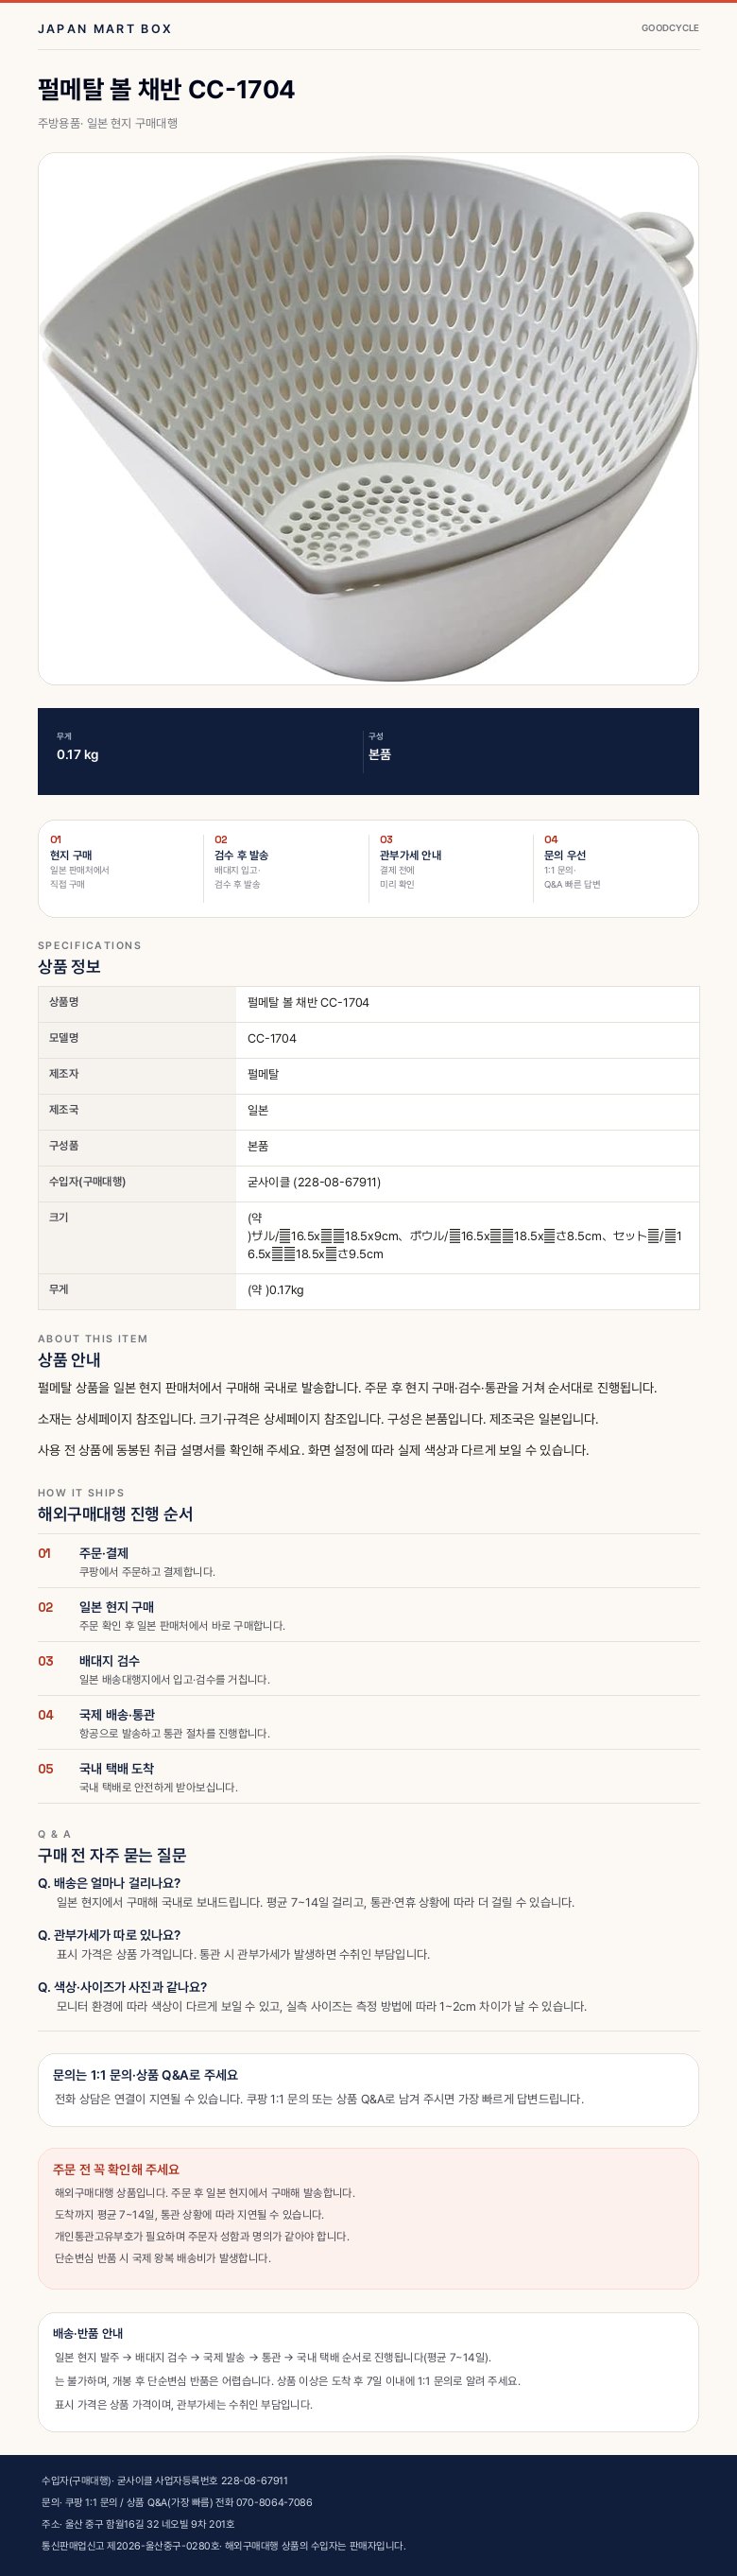 JAPAN MART BOX
GOODCYCLE
펄메탈 볼 채반 CC-1704
주방용품· 일본 현지 구매대행
무게
0.17 kg
구성
본품
01
현지 구매
일본 판매처에서
직접 구매
02
검수 후 발송
배대지 입고·
검수 후 발송
03
관부가세 안내
결제 전에
미리 확인
04
문의 우선
1:1 문의·
Q&A 빠른 답변
SPECIFICATIONS
상품 정보
상품명 펄메탈 볼 채반 CC-1704
모델명 CC-1704
제조자 펄메탈
제조국 일본
구성품 본품
수입자(구매대행) 굳사이클 (228-08-67911)
크기 (약
)ザル/16.5x18.5x9cm、ボウル/16.5x18.5xさ8.5cm、セット/1
6.5x18.5xさ9.5cm
무게 (약 )0.17kg
ABOUT THIS ITEM
상품 안내
펄메탈 상품을 일본 현지 판매처에서 구매해 국내로 발송합니다. 주문 후 현지 구매·검수·통관을 거쳐 순서대로 진행됩니다.
소재는 상세페이지 참조입니다. 크기·규격은 상세페이지 참조입니다. 구성은 본품입니다. 제조국은 일본입니다.
사용 전 상품에 동봉된 취급 설명서를 확인해 주세요. 화면 설정에 따라 실제 색상과 다르게 보일 수 있습니다.
HOW IT SHIPS
해외구매대행 진행 순서
01 주문·결제
쿠팡에서 주문하고 결제합니다.
02 일본 현지 구매
주문 확인 후 일본 판매처에서 바로 구매합니다.
03 배대지 검수
일본 배송대행지에서 입고·검수를 거칩니다.
04 국제 배송·통관
항공으로 발송하고 통관 절차를 진행합니다.
05 국내 택배 도착
국내 택배로 안전하게 받아보십니다.
Q & A
구매 전 자주 묻는 질문
Q. 배송은 얼마나 걸리나요?
일본 현지에서 구매해 국내로 보내드립니다. 평균 7~14일 걸리고, 통관·연휴 상황에 따라 더 걸릴 수 있습니다.
Q. 관부가세가 따로 있나요?
표시 가격은 상품 가격입니다. 통관 시 관부가세가 발생하면 수취인 부담입니다.
Q. 색상·사이즈가 사진과 같나요?
모니터 환경에 따라 색상이 다르게 보일 수 있고, 실측 사이즈는 측정 방법에 따라 1~2cm 차이가 날 수 있습니다.
문의는 1:1 문의·상품 Q&A로 주세요
전화 상담은 연결이 지연될 수 있습니다. 쿠팡 1:1 문의 또는 상품 Q&A로 남겨 주시면 가장 빠르게 답변드립니다.
주문 전 꼭 확인해 주세요
해외구매대행 상품입니다. 주문 후 일본 현지에서 구매해 발송합니다.
도착까지 평균 7~14일, 통관 상황에 따라 지연될 수 있습니다.
개인통관고유부호가 필요하며 주문자 성함과 명의가 같아야 합니다.
단순변심 반품 시 국제 왕복 배송비가 발생합니다.
배송·반품 안내
일본 현지 발주 → 배대지 검수 → 국제 발송 → 통관 → 국내 택배 순서로 진행됩니다(평균 7~14일).
는 불가하며, 개봉 후 단순변심 반품은 어렵습니다. 상품 이상은 도착 후 7일 이내에 1:1 문의로 알려 주세요.
표시 가격은 상품 가격이며, 관부가세는 수취인 부담입니다.
수입자(구매대행)· 굳사이클 사업자등록번호 228-08-67911
문의· 쿠팡 1:1 문의 / 상품 Q&A(가장 빠름) 전화 070-8064-7086
주소· 울산 중구 함월16길 32 네오빌 9차 201호
통신판매업신고 제2026-울산중구-0280호· 해외구매대행 상품의 수입자는 판매자입니다.